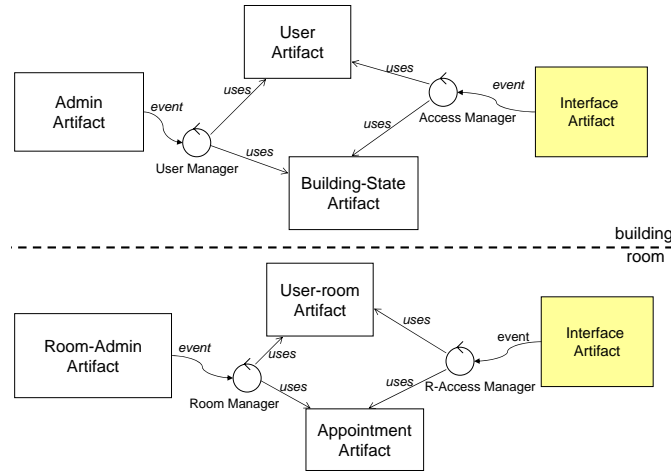 User
Artifact
uses
uses
event
event
Admin
Artifact
Interface
Artifact
Access Manager
User Manager
uses
uses
Building-State
Artifact
building
room
User-room
Artifact
Room-Admin
Artifact
event
uses
uses
event
Interface
Artifact
Room Manager
uses
uses
R-Access Manager
Appointment
Artifact